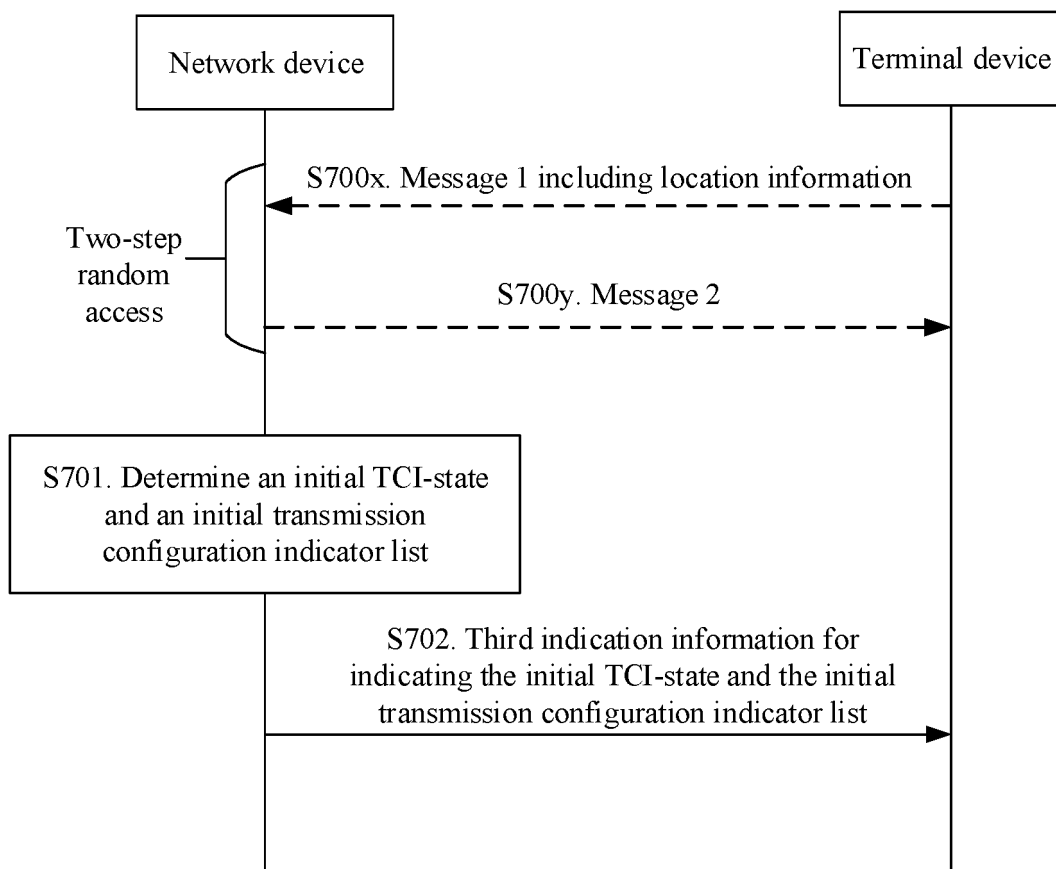 Network device
Terminal device
S700x. Message 1 including location information
Two-step
random
access
S700y. Message 2
S701. Determine an initial TCI-state
and an initial transmission
configuration indicator list
S702. Third indication information for
indicating the initial TCI-state and the initial
transmission configuration indicator list